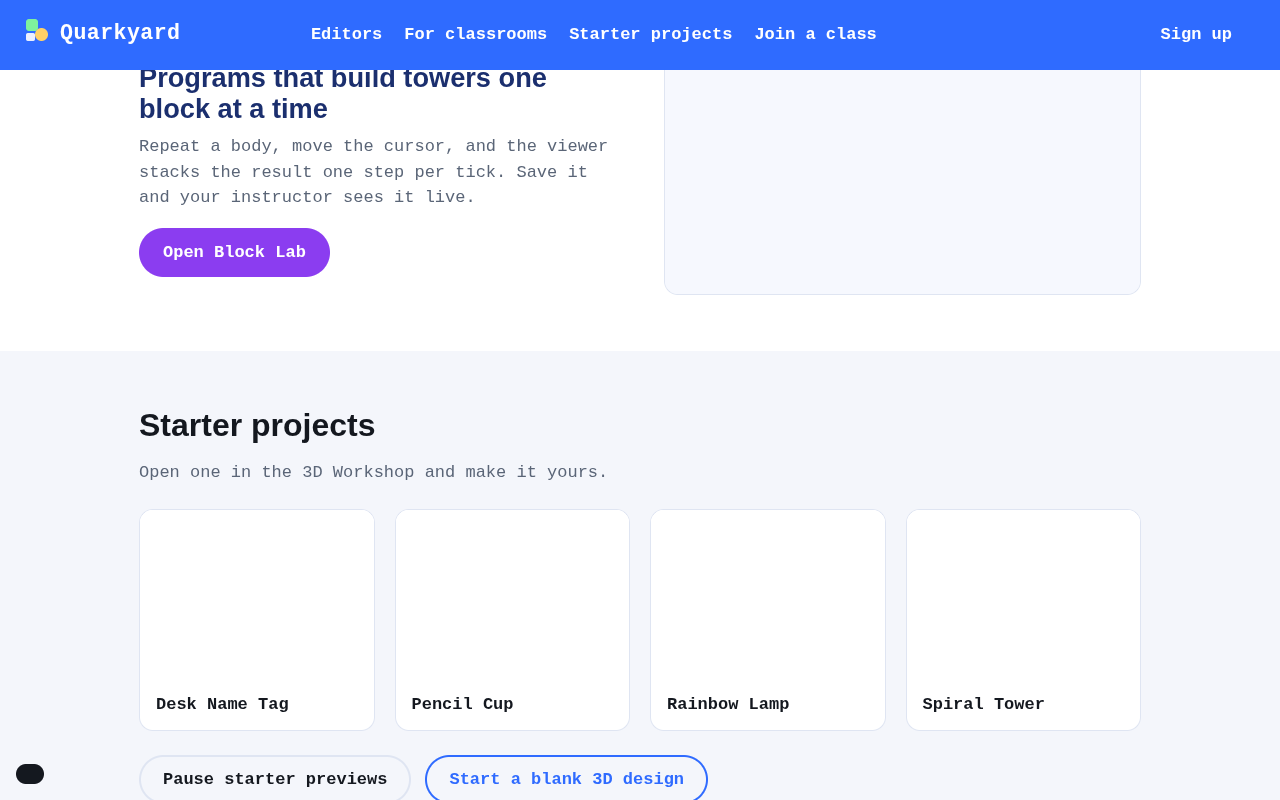 Quarkyard
Editors
For classrooms
Starter projects
Join a class
Sign up
Programs that build towers one
block at a time
Repeat a body, move the cursor, and the viewer
stacks the result one step per tick. Save it
and your instructor sees it live.
Open Block Lab
Starter projects
Open one in the 3D Workshop and make it yours.
Desk Name Tag
Pencil Cup
Rainbow Lamp
Spiral Tower
Pause starter previews
Start a blank 3D design